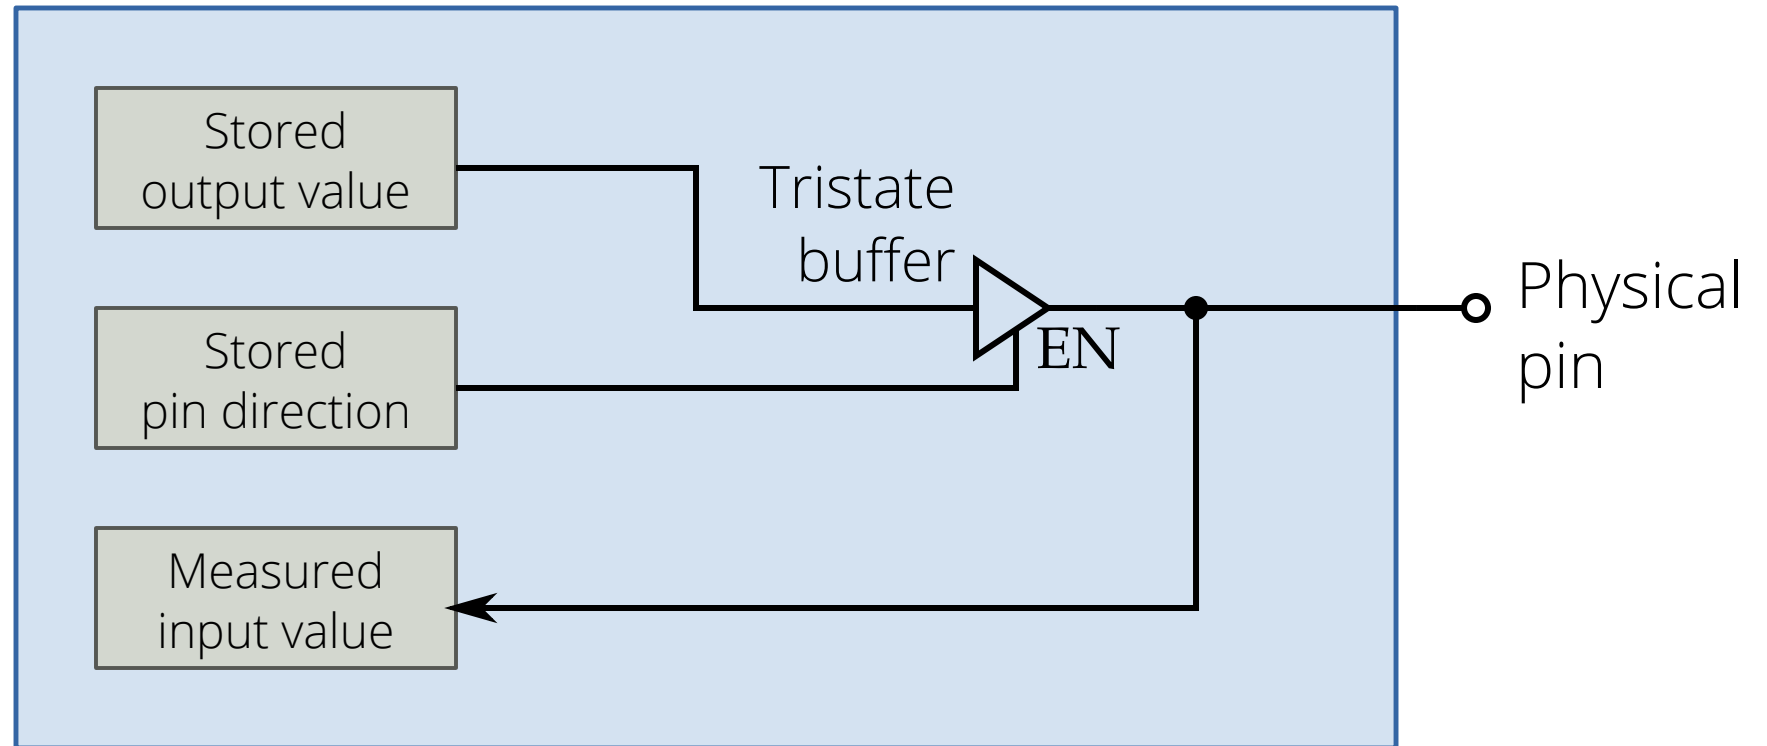 Stored
output value
Tristate
buffer
Physical
pin
EN
Stored
pin direction
Measured
input value